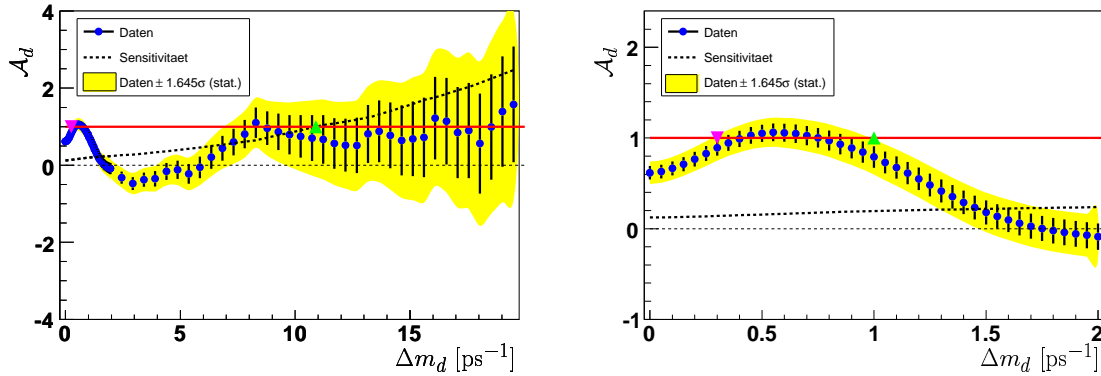 𝒜d
4
2
0
-2
-4
Daten
Sensitivitaet
Daten ± 1.645σ (stat.)
0 5 10 15
Δmd [ps−1]
𝒜d
2
1
0
-1
Daten
Sensitivitaet
Daten ± 1.645σ (stat.)
0 0.5 1 1.5 2
Δmd [ps−1]